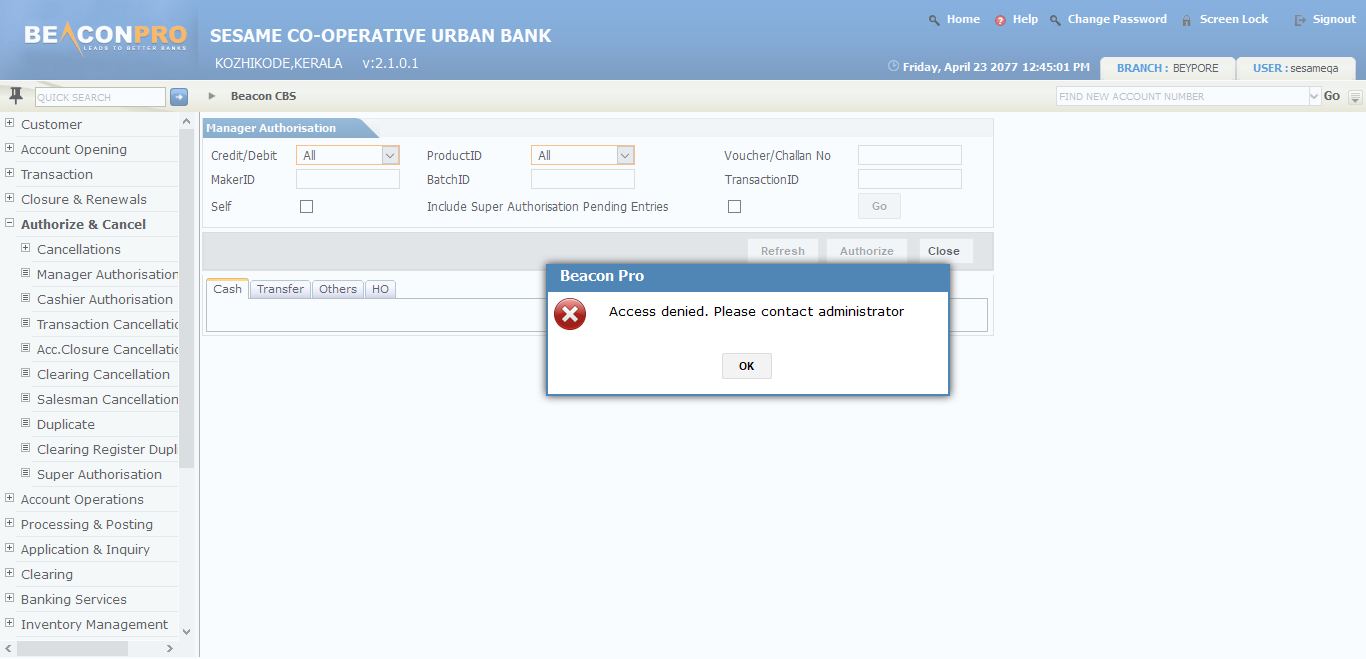 BEACONPRO
LEADS TO BETTER BANKS
SESAME CO-OPERATIVE URBAN BANK
KOZHIKODE,KERALA v:2.1.0.1
Home Help Change Password Screen Lock Signout
Friday, April 23 2077 12:45:01 PM BRANCH : BEYPORE USER : sesameqa
QUICK SEARCH Beacon CBS FIND NEW ACCOUNT NUMBER Go
Customer
Account Opening
Transaction
Closure & Renewals
Authorize & Cancel
Cancellations
Manager Authorisation
Cashier Authorisation
Transaction Cancellatic
Acc.Closure Cancellatic
Clearing Cancellation
Salesman Cancellation
Duplicate
Clearing Register Dupl
Super Authorisation
Account Operations
Processing & Posting
Application & Inquiry
Clearing
Banking Services
Inventory Management
Manager Authorisation
Credit/Debit All ProductID All Voucher/Challan No
MakerID BatchID TransactionID
Self Include Super Authorisation Pending Entries Go
Refresh Authorize Close
Cash Transfer Others HO
Beacon Pro
Access denied. Please contact administrator
OK